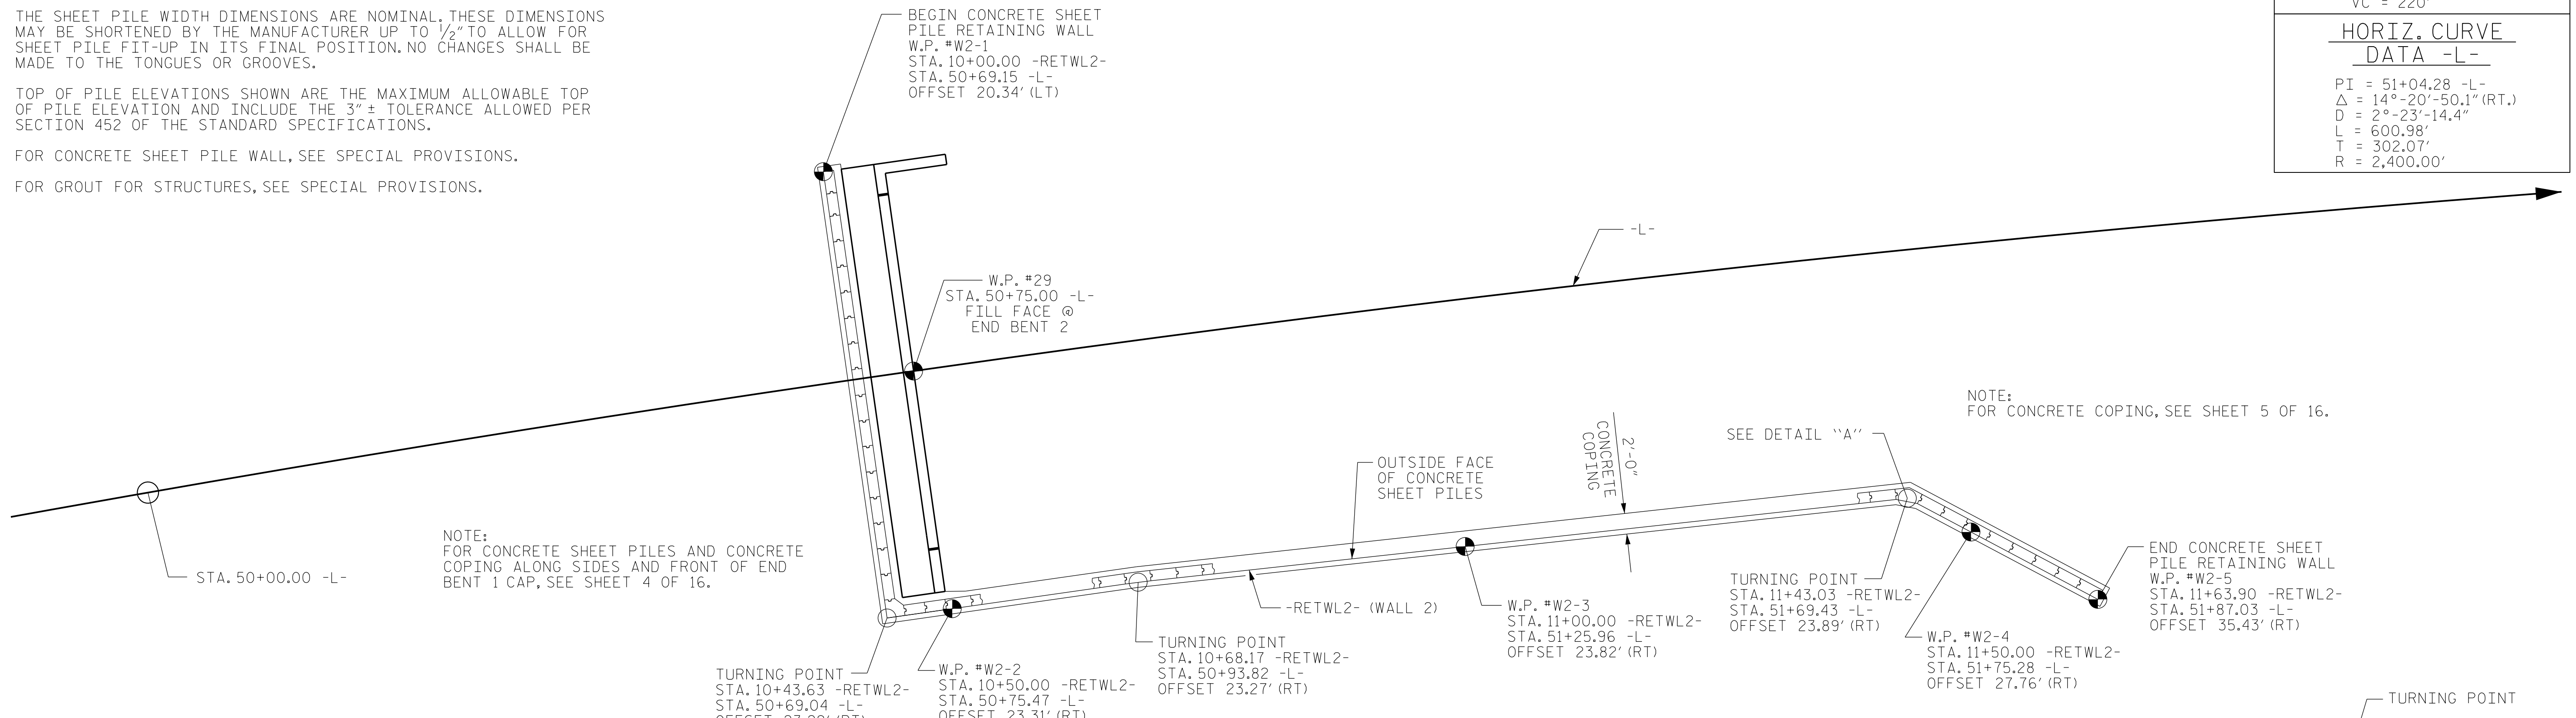 THE SHEET PILE WIDTH DIMENSIONS ARE NOMINAL. THESE DIMENSIONS
MAY BE SHORTENED BY THE MANUFACTURER UP TO 1/2" TO ALLOW FOR
SHEET PILE FIT-UP IN ITS FINAL POSITION. NO CHANGES SHALL BE
MADE TO THE TONGUES OR GROOVES.
TOP OF PILE ELEVATIONS SHOWN ARE THE MAXIMUM ALLOWABLE TOP
OF PILE ELEVATION AND INCLUDE THE 3"± TOLERANCE ALLOWED PER
SECTION 452 OF THE STANDARD SPECIFICATIONS.
FOR CONCRETE SHEET PILE WALL, SEE SPECIAL PROVISIONS.
FOR GROUT FOR STRUCTURES, SEE SPECIAL PROVISIONS.
BEGIN CONCRETE SHEET
PILE RETAINING WALL
W.P. #W2-1
STA. 10+00.00 -RETWL2-
STA. 50+69.15 -L-
OFFSET 20.34' (LT)
VC = 220'
HORIZ. CURVE
DATA -L-
PI = 51+04.28 -L-
Δ = 14°-20'-50.1" (RT.)
D = 2°-23'-14.4"
L = 600.98'
T = 302.07'
R = 2,400.00'
-L-
W.P. #29
STA. 50+75.00 -L-
FILL FACE @
END BENT 2
NOTE:
FOR CONCRETE COPING, SEE SHEET 5 OF 16.
SEE DETAIL ''A''
2'-0"
CONCRETE
COPING
OUTSIDE FACE
OF CONCRETE
SHEET PILES
STA. 50+00.00 -L-
NOTE:
FOR CONCRETE SHEET PILES AND CONCRETE
COPING ALONG SIDES AND FRONT OF END
BENT 1 CAP, SEE SHEET 4 OF 16.
-RETWL2- (WALL 2)
END CONCRETE SHEET
PILE RETAINING WALL
W.P. #W2-5
STA. 11+63.90 -RETWL2-
STA. 51+87.03 -L-
OFFSET 35.43' (RT)
TURNING POINT
STA. 11+43.03 -RETWL2-
STA. 51+69.43 -L-
OFFSET 23.89' (RT)
W.P. #W2-3
STA. 11+00.00 -RETWL2-
STA. 51+25.96 -L-
OFFSET 23.82' (RT)
W.P. #W2-4
STA. 11+50.00 -RETWL2-
STA. 51+75.28 -L-
OFFSET 27.76' (RT)
TURNING POINT
STA. 10+68.17 -RETWL2-
STA. 50+93.82 -L-
OFFSET 23.27' (RT)
TURNING POINT
STA. 10+43.63 -RETWL2-
STA. 50+69.04 -L-
W.P. #W2-2
STA. 10+50.00 -RETWL2-
STA. 50+75.47 -L-
OFFSET 23.31' (RT)
TURNING POINT